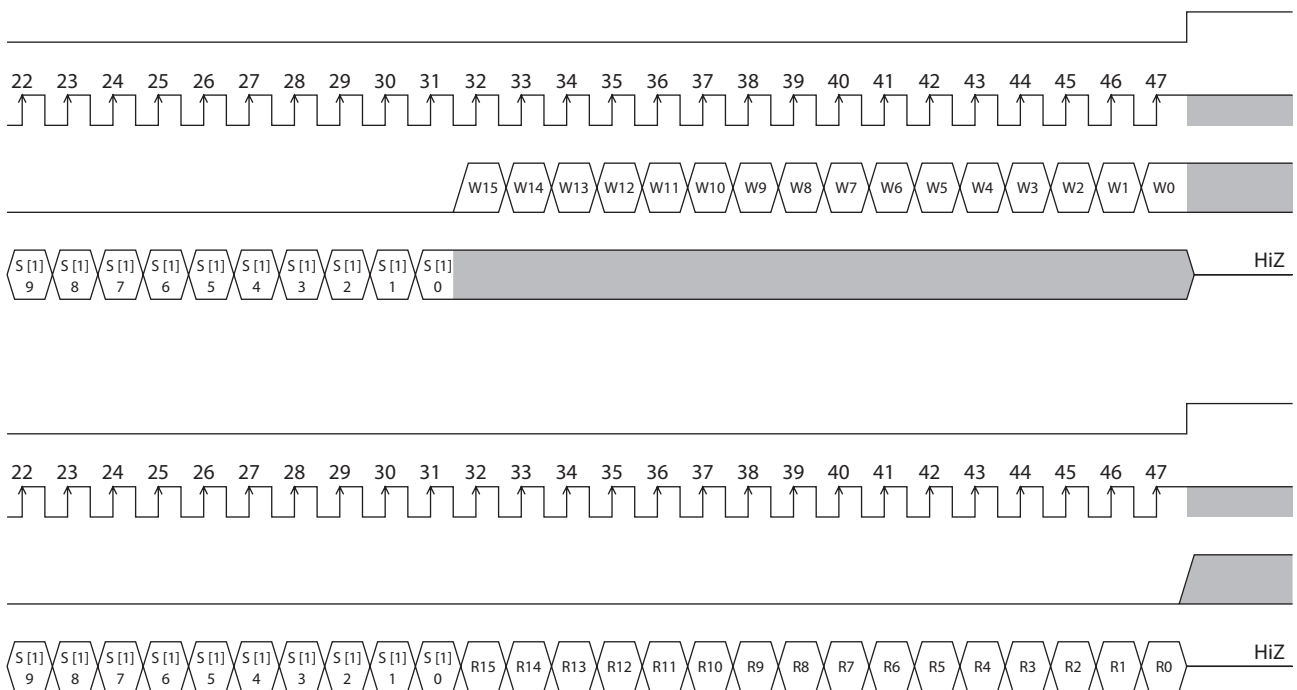 22 23 24 25 26 27 28 29 30 31 32 33 34 35 36 37 38 39 40 41 42 43 44 45 46 47
W15 W14 W13 W12 W11 W10 W9 W8 W7 W6 W5 W4 W3 W2 W1 W0
S [1] S [1] S [1] S [1] S [1] S [1] S [1] S [1] S [1] S [1] HiZ
9 8 7 6 5 4 3 2 1 0
22 23 24 25 26 27 28 29 30 31 32 33 34 35 36 37 38 39 40 41 42 43 44 45 46 47
S [1] S [1] S [1] S [1] S [1] S [1] S [1] S [1] S [1] S [1] R15 R14 R13 R12 R11 R10 R9 R8 R7 R6 R5 R4 R3 R2 R1 R0 HiZ
9 8 7 6 5 4 3 2 1 0